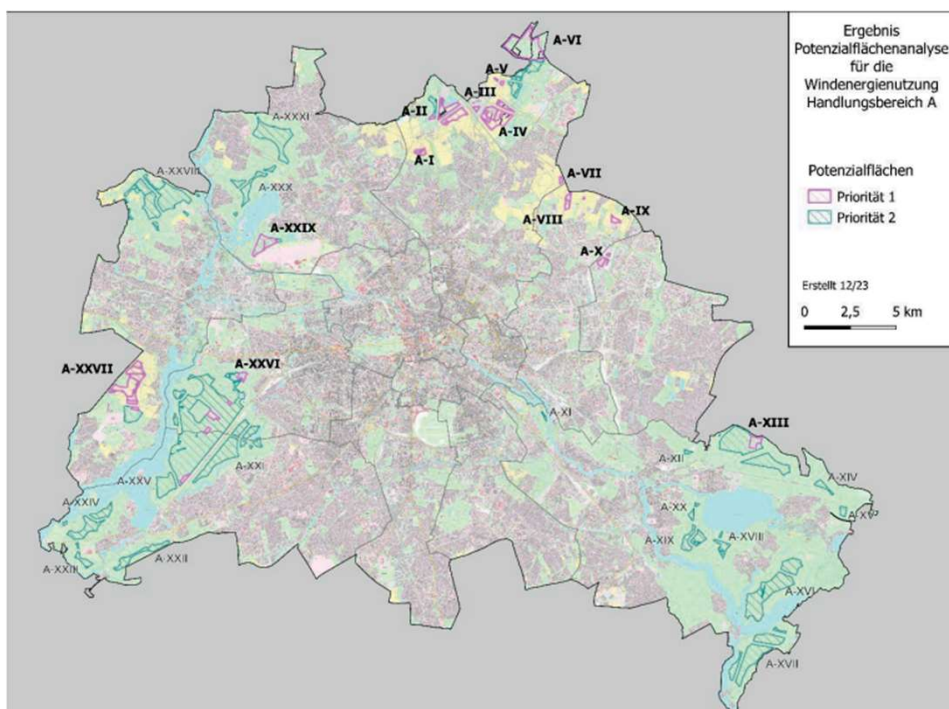 Ergebnis
Potenzialflächenanalyse
für die
Windenergienutzung
Handlungsbereich A
Potenzialflächen
Priorität 1
Priorität 2
Erstellt 12/23
0 2,5 5 km
A-VI
A-V
A-III
A-II
A-IV
A-XXXI
A-I
A-XXVIII
A-XXX
A-VII
A-VIII
A-IX
A-XXIX
A-X
A-XXVII
A-XXVI
A-XI
A-XIII
A-XII
A-XXI
A-XXV
A-XIV
A-XXIV
A-XX
A-XV
A-XIX
A-XVIII
A-XXII
A-XXIII
A-XVI
A-XVII